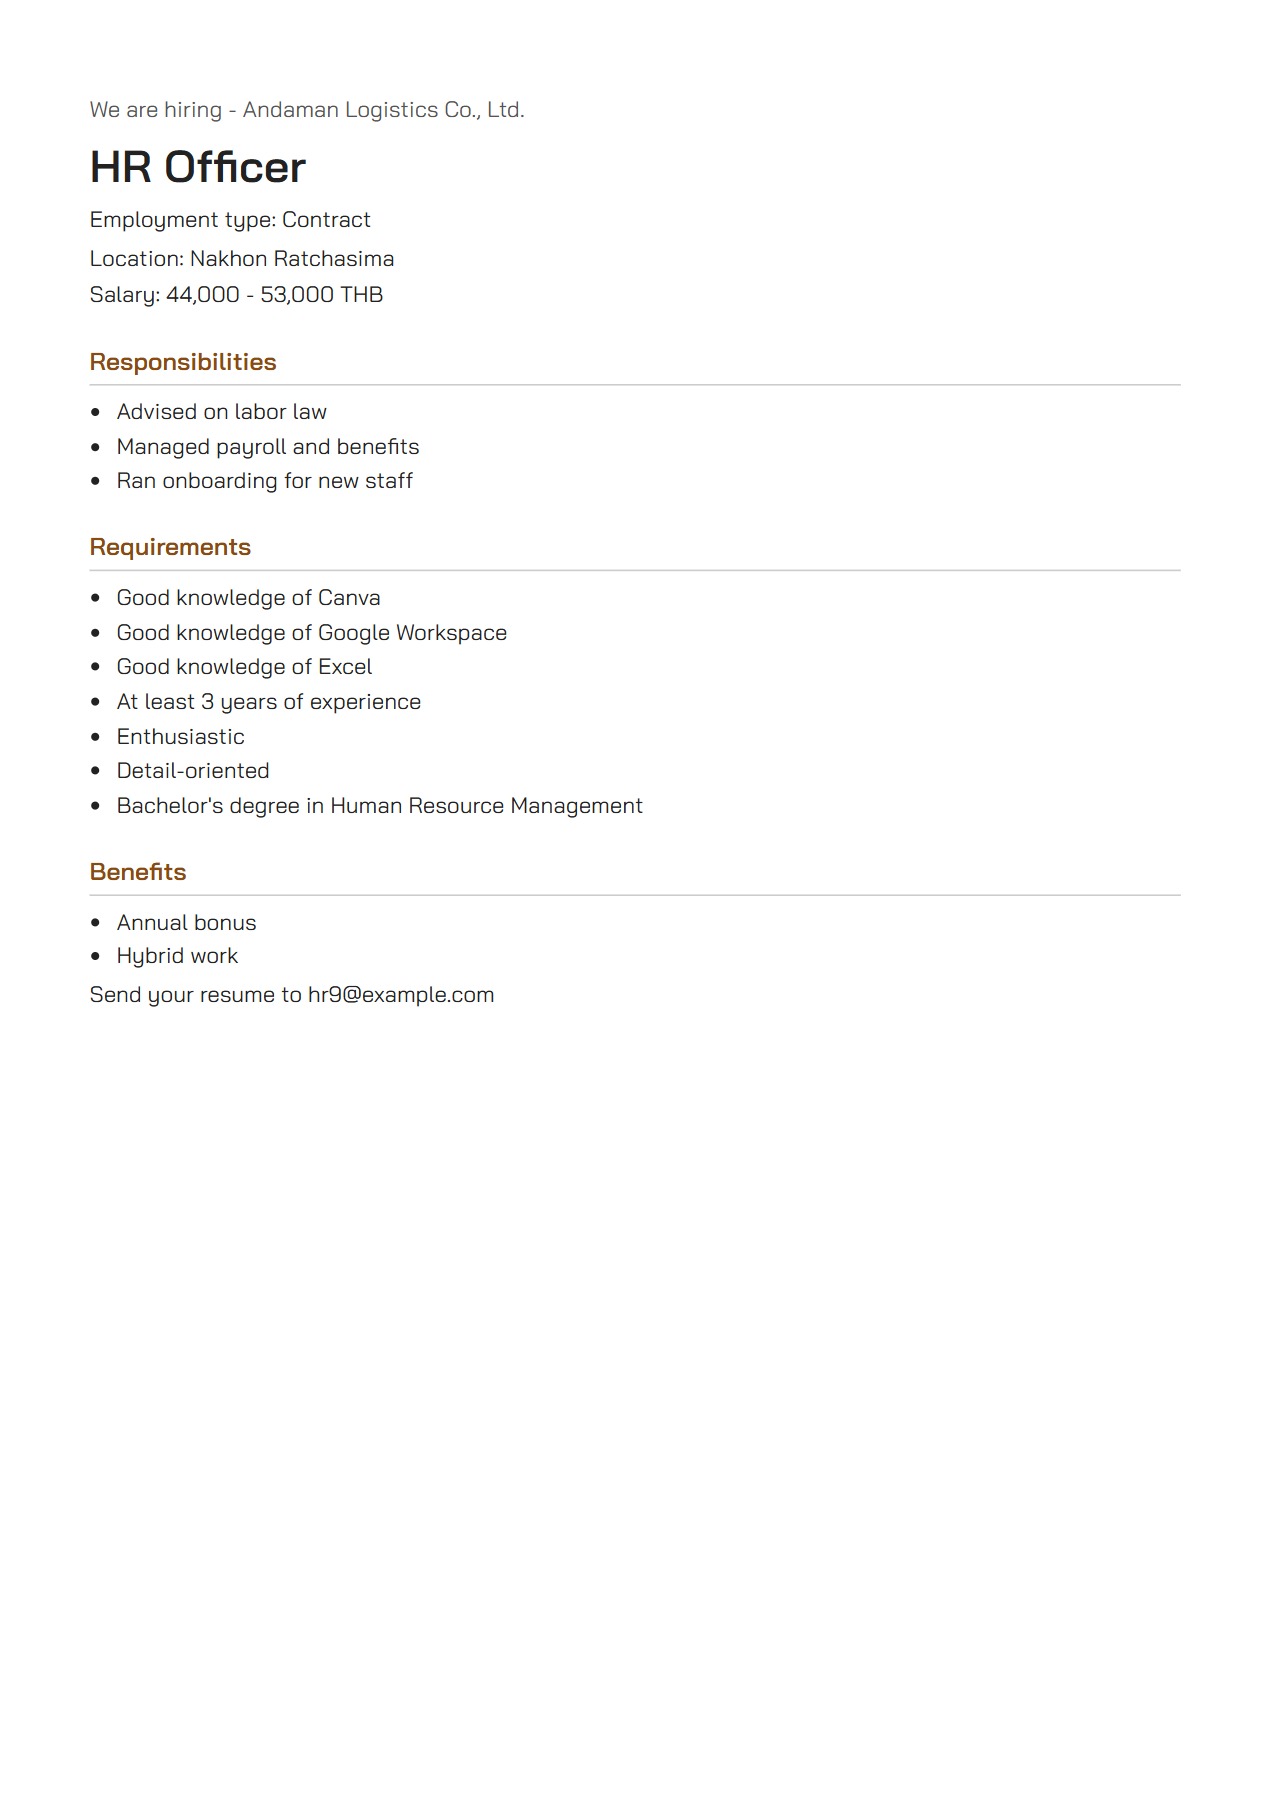 We are hiring - Andaman Logistics Co., Ltd.
HR Officer
Employment type: Contract
Location: Nakhon Ratchasima
Salary: 44,000 - 53,000 THB
Responsibilities
• Advised on labor law
• Managed payroll and benefits
• Ran onboarding for new staff
Requirements
• Good knowledge of Canva
• Good knowledge of Google Workspace
• Good knowledge of Excel
• At least 3 years of experience
• Enthusiastic
• Detail-oriented
• Bachelor's degree in Human Resource Management
Benefits
• Annual bonus
• Hybrid work
Send your resume to hr9@example.com